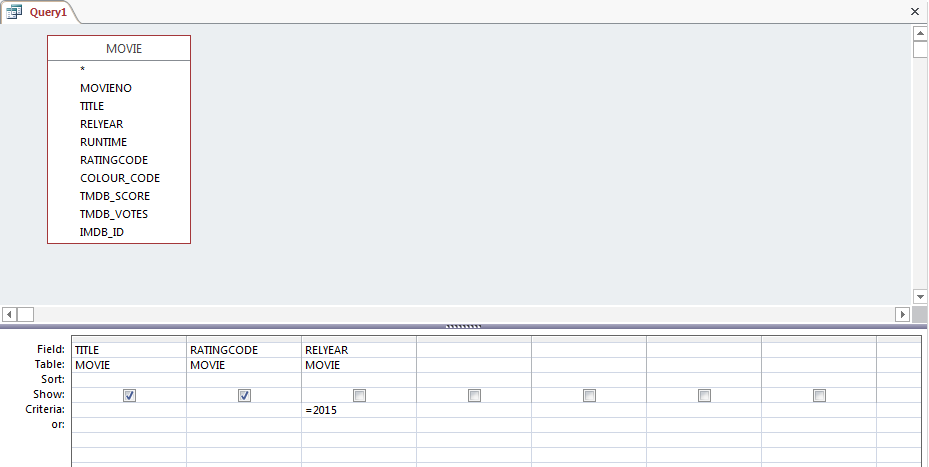 Query1
MOVIE
*
MOVIENO
TITLE
RELYEAR
RUNTIME
RATINGCODE
COLOUR_CODE
TMDB_SCORE
TMDB_VOTES
IMDB_ID
Field: TITLE RATINGCODE RELYEAR
Table: MOVIE MOVIE MOVIE
Sort:
Show:
Criteria: =2015
or: